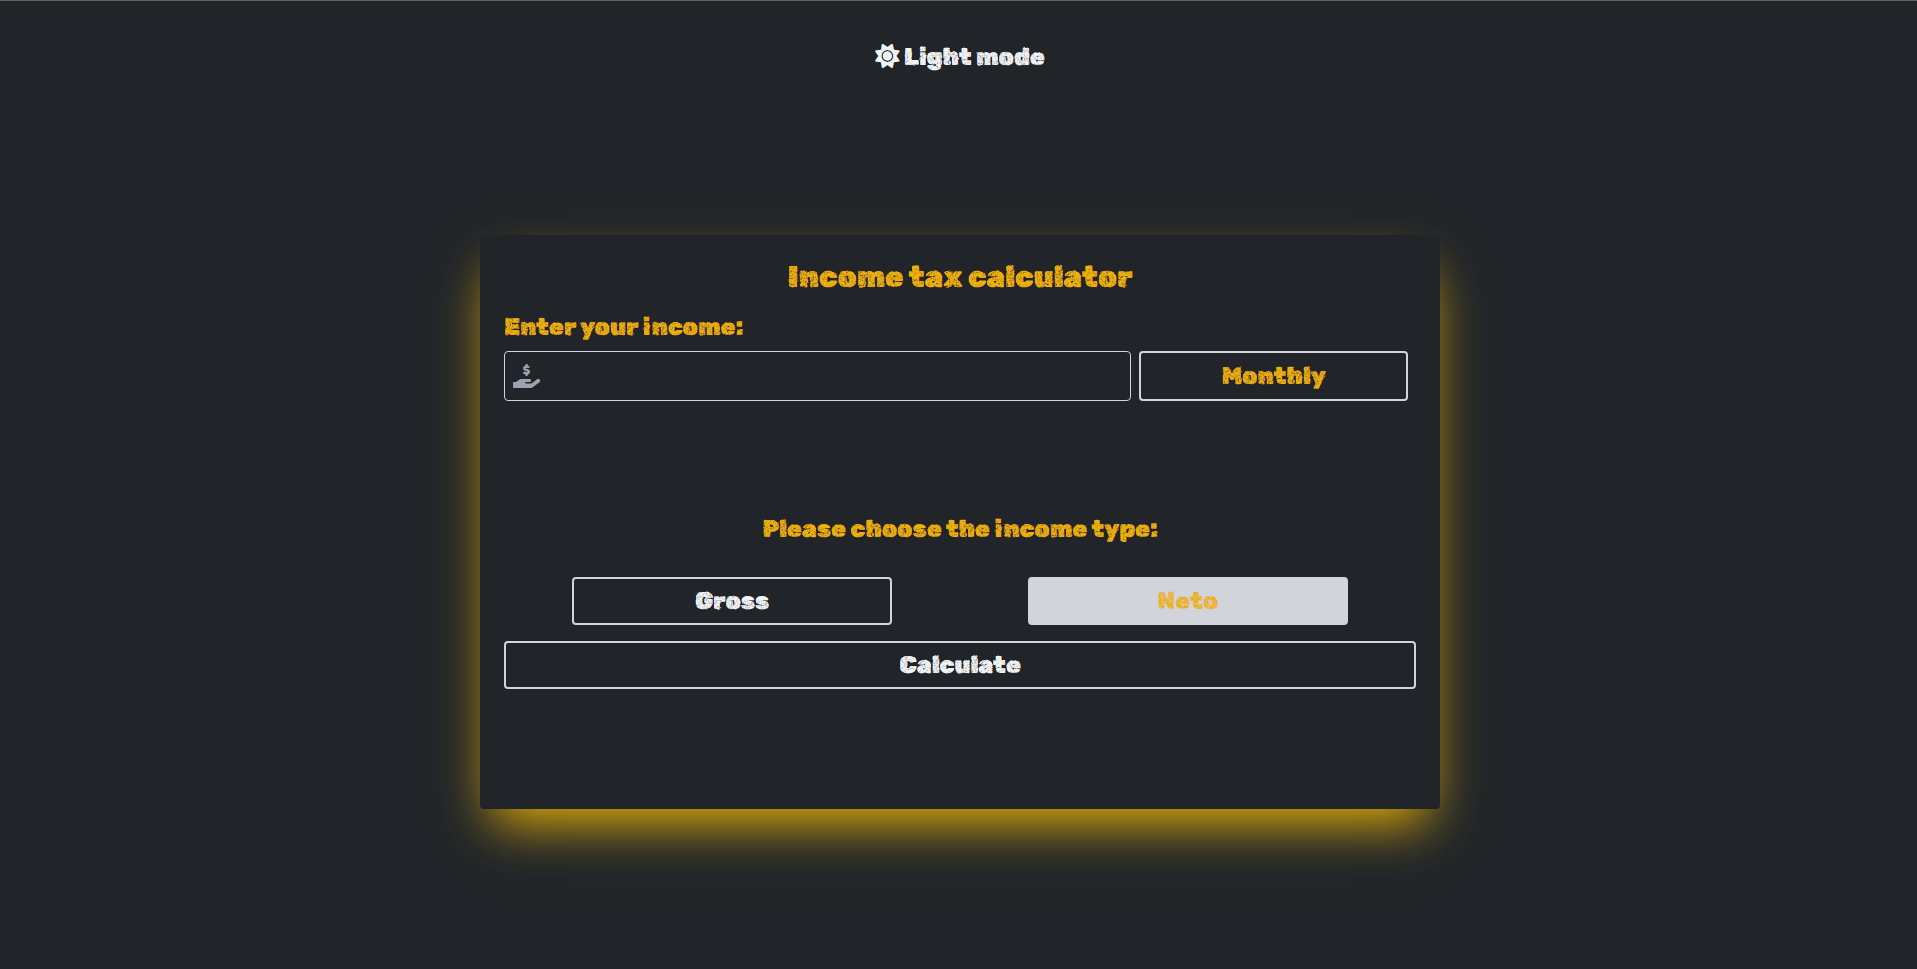 Light mode
Income tax calculator
Enter your income:
$
Monthly
Please choose the income type:
Gross
Neto
Calculate